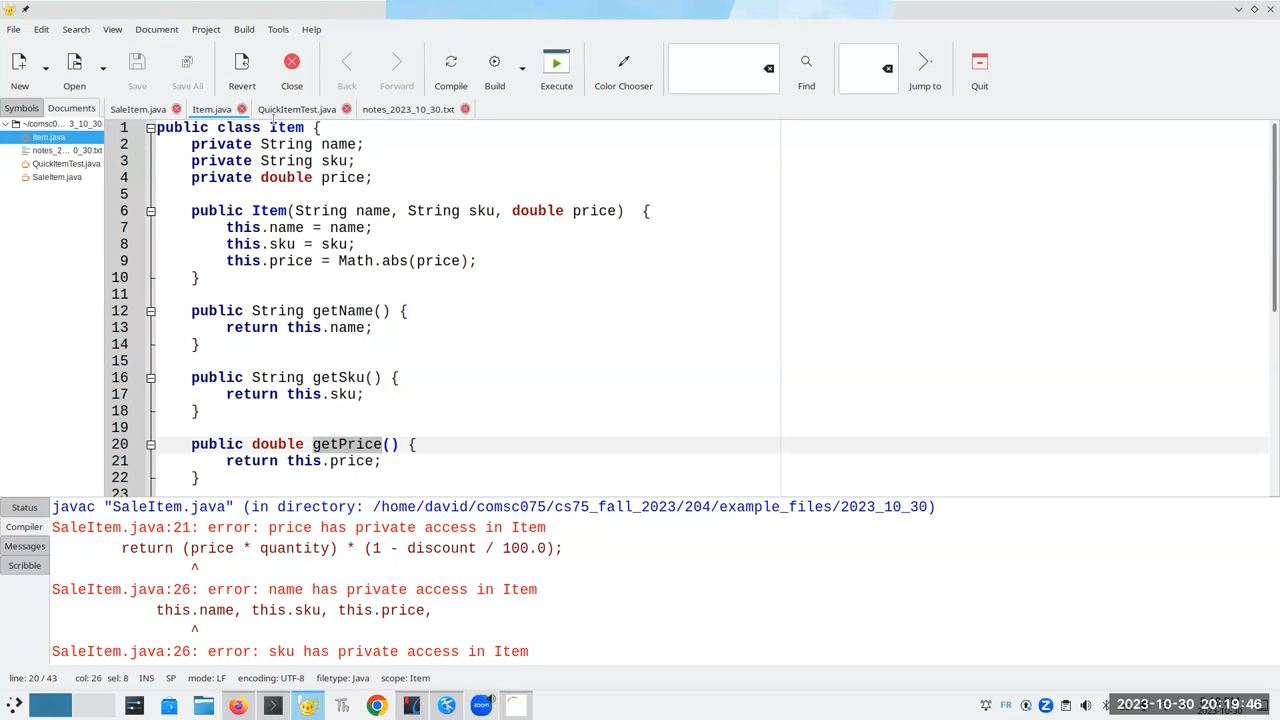 File Edit Search View Document Project Build Tools Help
New Open Save Save All Revert Close Back Forward Compile Build Execute Color Chooser Find Jump to Quit
Symbols Documents SaleItem.java Item.java QuickItemTest.java notes_2023_10_30.txt
~/comsc0... 3_10_30
Item.java
notes_2... 0_30.txt
QuickItemTest.java
SaleItem.java
1 public class Item {
2 private String name;
3 private String sku;
4 private double price;
5
6 public Item(String name, String sku, double price) {
7 this.name = name;
8 this.sku = sku;
9 this.price = Math.abs(price);
10 }
11
12 public String getName() {
13 return this.name;
14 }
15
16 public String getSku() {
17 return this.sku;
18 }
19
20 public double getPrice() {
21 return this.price;
22 }
23
Status
Compiler
Messages
Scribble
javac "SaleItem.java" (in directory: /home/david/comsc075/cs75_fall_2023/204/example_files/2023_10_30)
SaleItem.java:21: error: price has private access in Item
return (price * quantity) * (1 - discount / 100.0);
^
SaleItem.java:26: error: name has private access in Item
this.name, this.sku, this.price,
^
SaleItem.java:26: error: sku has private access in Item
line: 20 / 43 col: 26 sel: 8 INS SP mode: LF encoding: UTF-8 filetype: Java scope: Item
Th zoom FR 2023-10-30 20:19:46